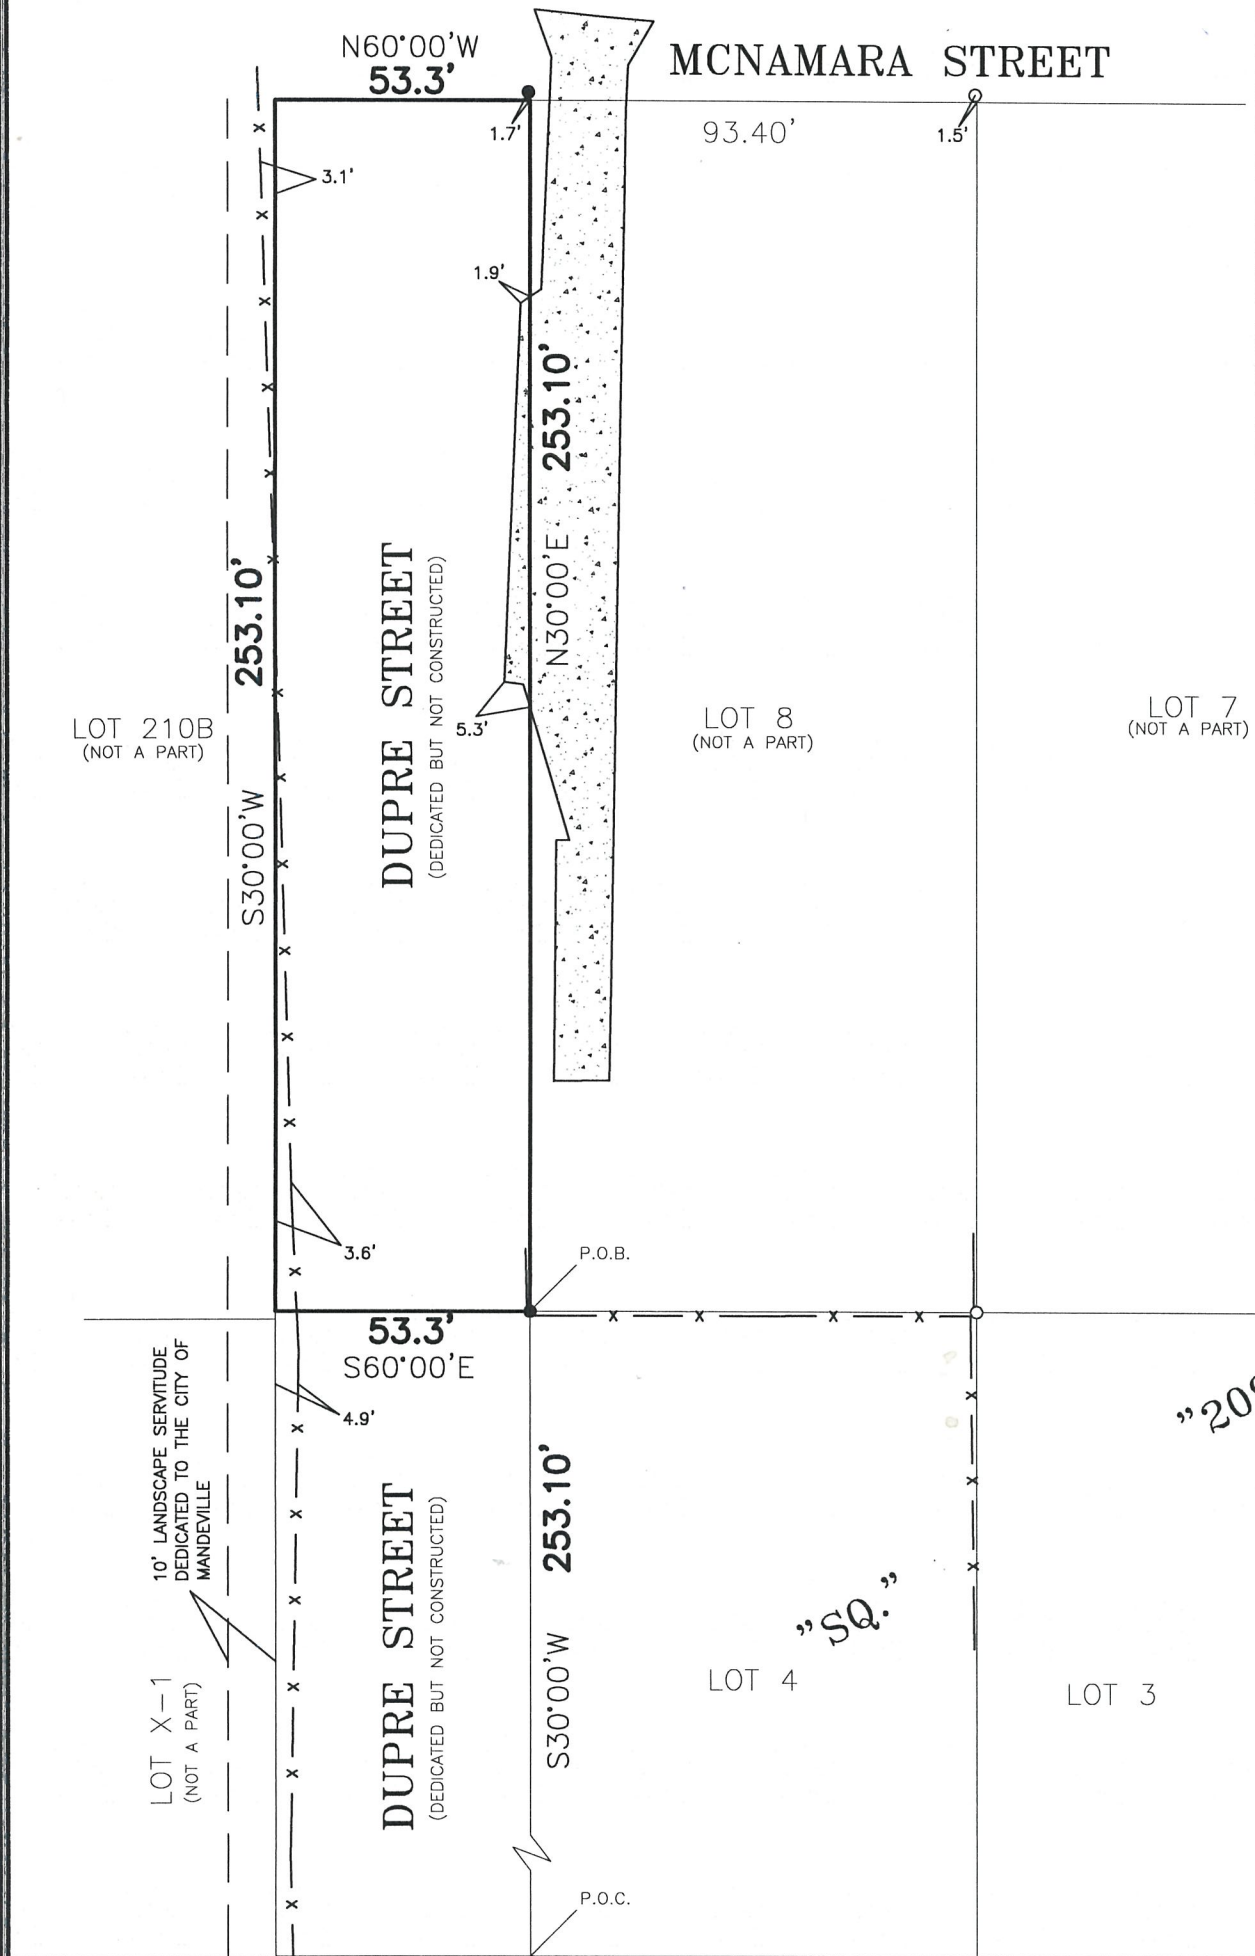 N60°00'W
53.3'
MCNAMARA STREET
1.7'
93.40'
1.5'
3.1'
1.9'
253.10'
N30°00'E
253.10'
S30°00'W
DUPRE STREET
(DEDICATED BUT NOT CONSTRUCTED)
5.3'
LOT 210B
(NOT A PART)
LOT 8
(NOT A PART)
LOT 7
(NOT A PART)
3.6'
P.O.B.
53.3'
S60°00'E
4.9'
10' LANDSCAPE SERVITUDE
DEDICATED TO THE CITY OF
MANDEVILLE
253.10'
S30°00'W
DUPRE STREET
(DEDICATED BUT NOT CONSTRUCTED)
"SQ."
LOT 4
LOT 3
LOT X-1
(NOT A PART)
P.O.C.